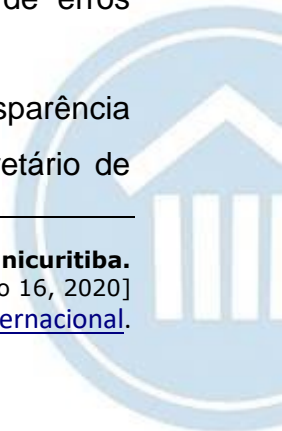 de erros
sparência
retário de
nicuritiba.
o 16, 2020]
ernacional.